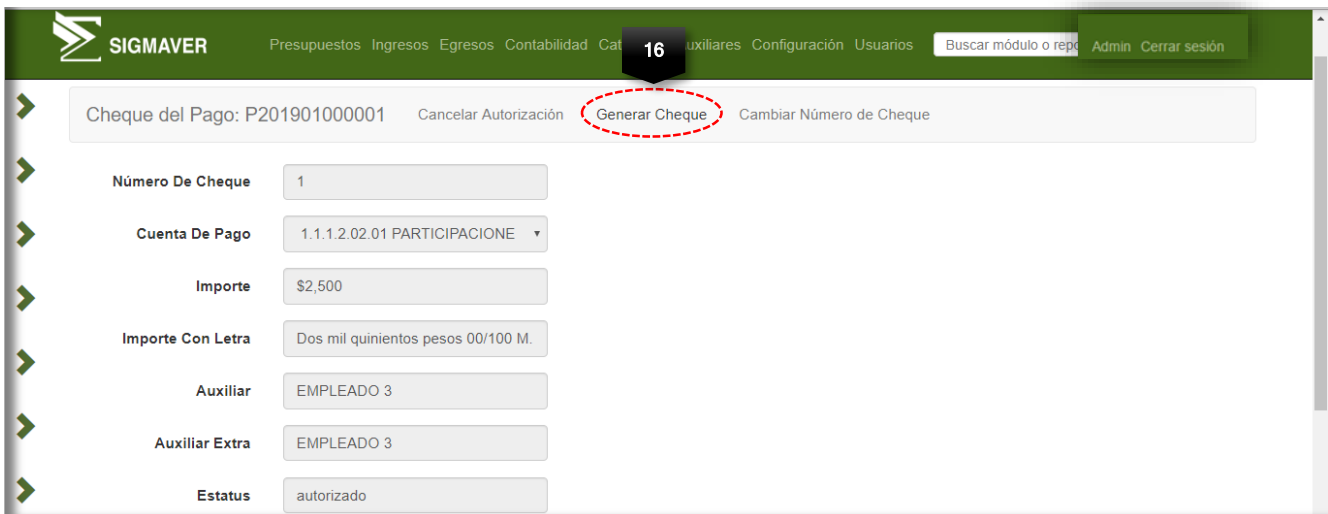 SIGMAVER
Presupuestos Ingresos Egresos Contabilidad Cat uxiliares Configuración Usuarios Buscar módulo o repo Admin Cerrar sesión
16
Cheque del Pago: P201901000001 Cancelar Autorización Generar Cheque Cambiar Número de Cheque
Número De Cheque 1
Cuenta De Pago 1.1.1.2.02.01 PARTICIPACIONE
Importe $2,500
Importe Con Letra Dos mil quinientos pesos 00/100 M.
Auxiliar EMPLEADO 3
Auxiliar Extra EMPLEADO 3
Estatus autorizado